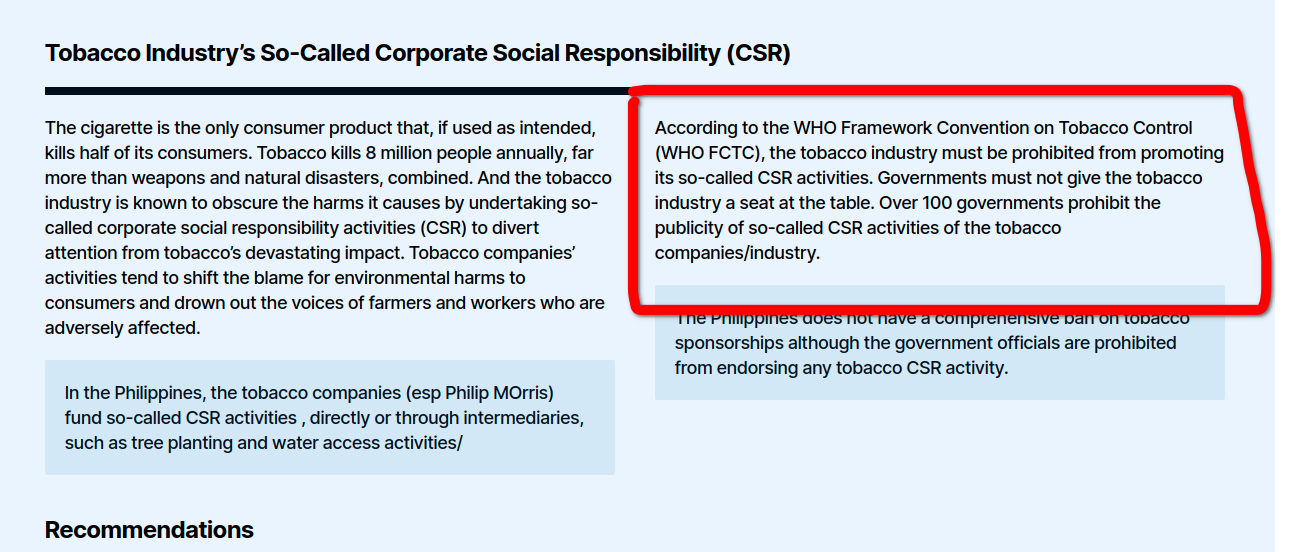 Tobacco Industry’s So-Called Corporate Social Responsibility (CSR)
The cigarette is the only consumer product that, if used as intended,
kills half of its consumers. Tobacco kills 8 million people annually, far
more than weapons and natural disasters, combined. And the tobacco
industry is known to obscure the harms it causes by undertaking so-
called corporate social responsibility activities (CSR) to divert
attention from tobacco’s devastating impact. Tobacco companies’
activities tend to shift the blame for environmental harms to
consumers and drown out the voices of farmers and workers who are
adversely affected.
In the Philippines, the tobacco companies (esp Philip MOrris)
fund so-called CSR activities , directly or through intermediaries,
such as tree planting and water access activities/
According to the WHO Framework Convention on Tobacco Control
(WHO FCTC), the tobacco industry must be prohibited from promoting
its so-called CSR activities. Governments must not give the tobacco
industry a seat at the table. Over 100 governments prohibit the
publicity of so-called CSR activities of the tobacco
companies/industry.
The Philippines does not have a comprehensive ban on tobacco
sponsorships although the government officials are prohibited
from endorsing any tobacco CSR activity.
Recommendations